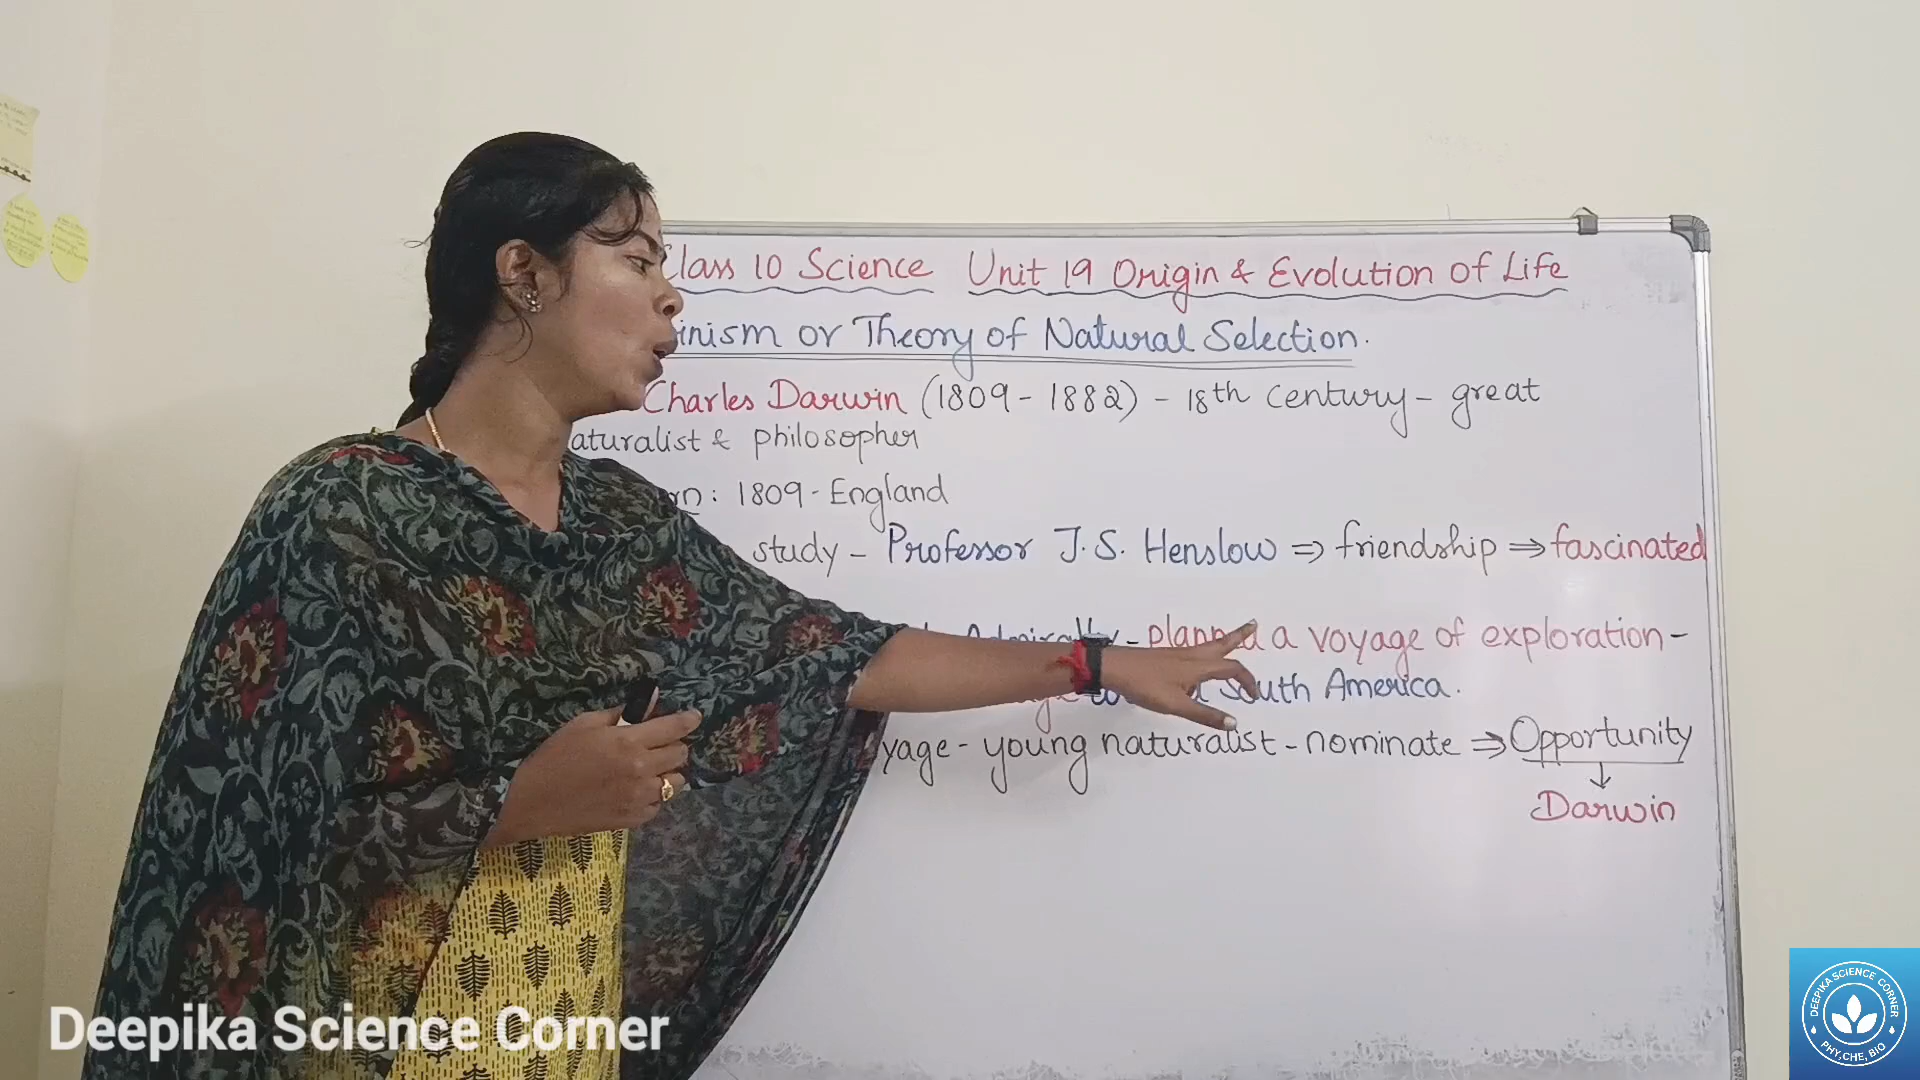 Class 10 Science Unit 19 Origin & Evolution of Life
Theory of Natural Selection.
Charles Darwin (1809 - 1882) - 18th century - great
aturalist & philosopher
1809 - England
study - Professor J.S. Henslow ⇒ friendship ⇒ fascinated
Admiralty - planned a voyage of exploration -
South America.
yage - young naturalist - nominate ⇒ Opportunity
↓
Darwin
Deepika Science Corner
DEEPIKA SCIENCE CORNER
PHY, CHE, BIO